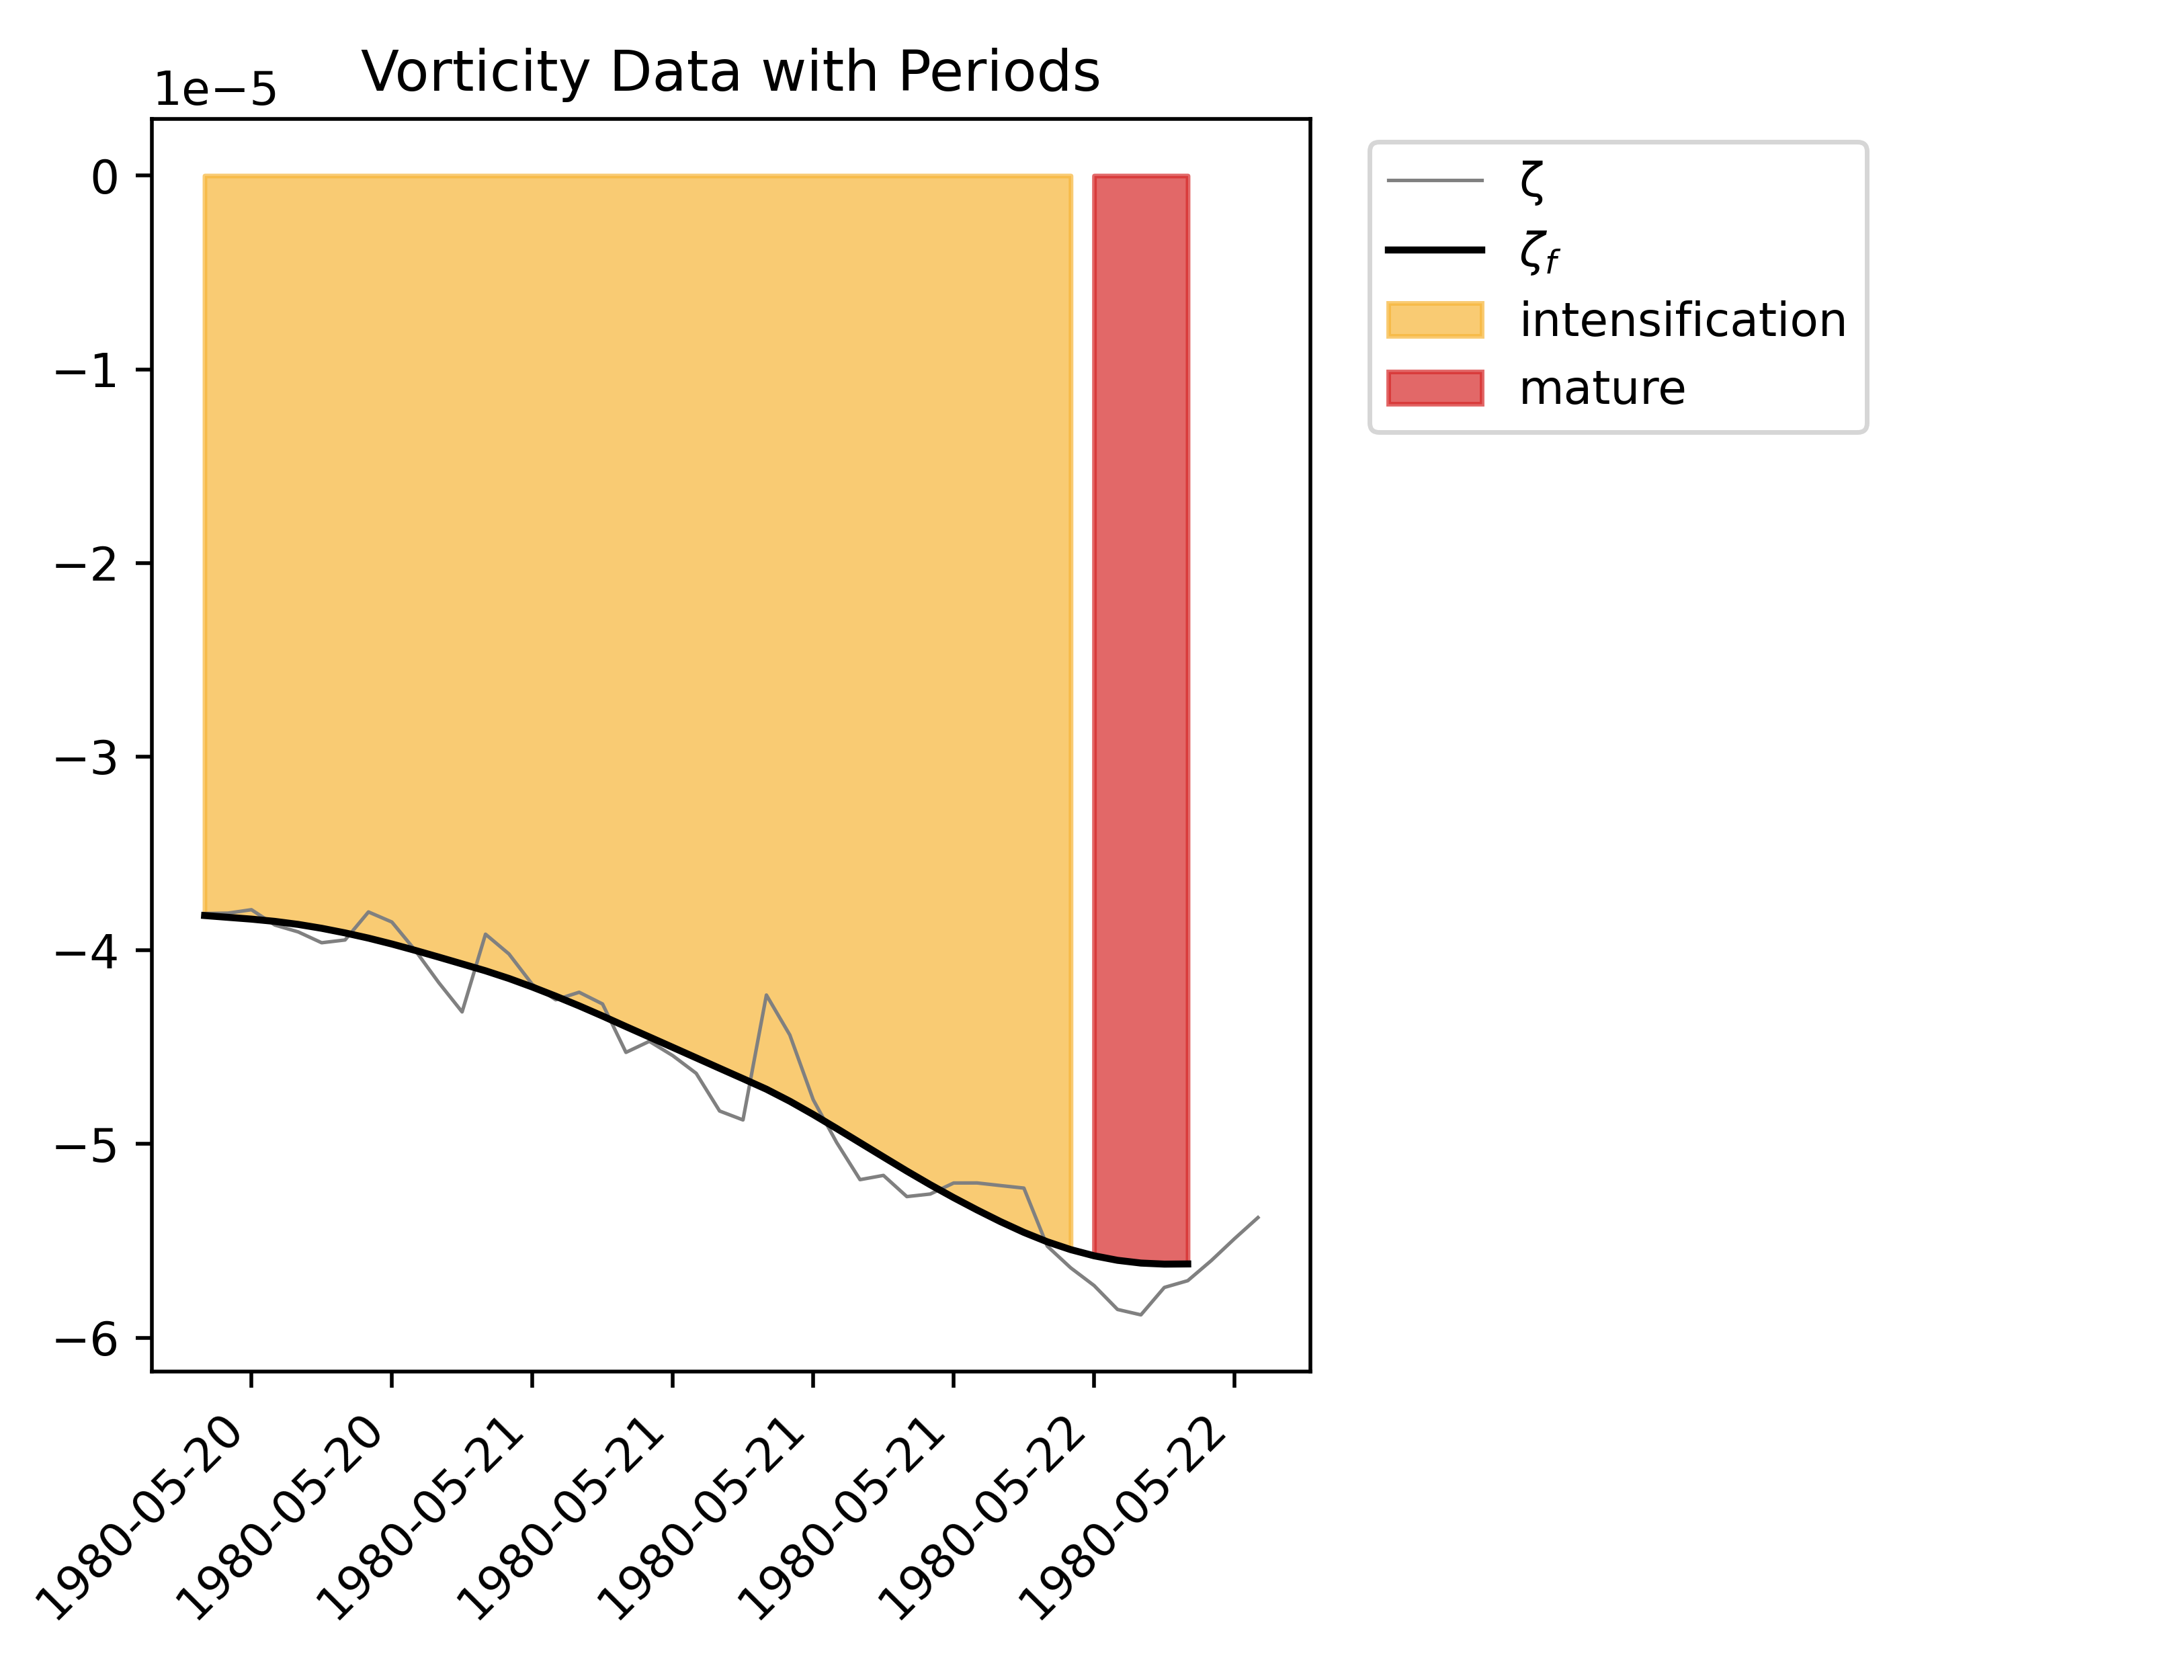 Vorticity Data with Periods
1e−5
0
−1
−2
−3
−4
−5
−6
1980-05-20
1980-05-20
1980-05-21
1980-05-21
1980-05-21
1980-05-21
1980-05-22
1980-05-22
ζ
ζf
intensification
mature